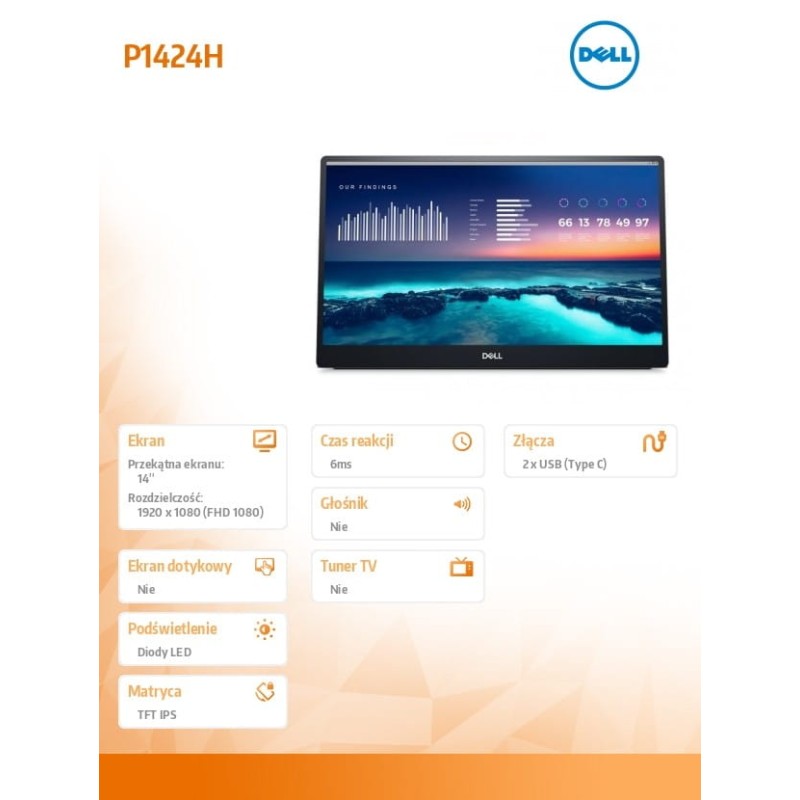 P1424H
DELL
OUR FINDINGS
66 13 78 49 97
DELL
Ekran
Przekątna ekranu:
14"
Rozdzielczość:
1920 x 1080 (FHD 1080)
Ekran dotykowy
Nie
Podświetlenie
Diody LED
Matryca
TFT IPS
Czas reakcji
6ms
Głośnik
Nie
Tuner TV
Nie
Złącza
2 x USB (Type C)